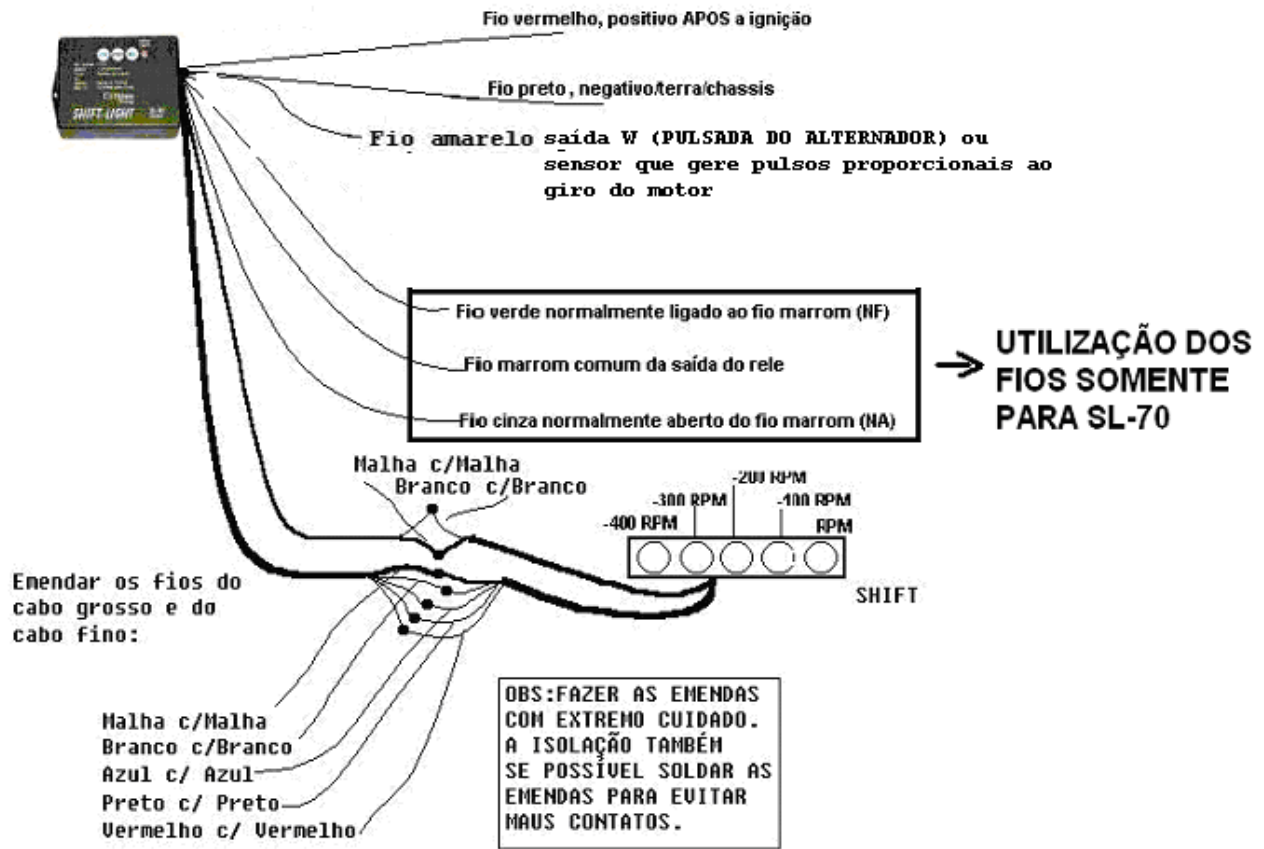 Fio vermelho, positivo APOS a ignição
Fio preto , negativo/terra/chassis
SHIFT-LIGHT
Fio amarelo saída W (PULSADA DO ALTERNADOR) ou
sensor que gere pulsos proporcionais ao
giro do motor
Fio verde normalmente ligado ao fio marrom (NF)
Fio marrom comum da saída do rele
Fio cinza normalmente aberto do fio marrom (NA)
UTILIZAÇÃO DOS
FIOS SOMENTE
PARA SL-70
Malha c/Malha
Branco c/Branco
-400 RPM
-300 RPM
-200 RPM
-100 RPM
RPM
SHIFT
Emendar os fios do
cabo grosso e do
cabo fino:
Malha c/Malha
Branco c/Branco
Azul c/ Azul
Preto c/ Preto
Vermelho c/ Vermelho
OBS:FAZER AS EMENDAS
COM EXTREMO CUIDADO.
A ISOLAÇÃO TAMBÉM
SE POSSÍVEL SOLDAR AS
EMENDAS PARA EVITAR
MAUS CONTATOS.